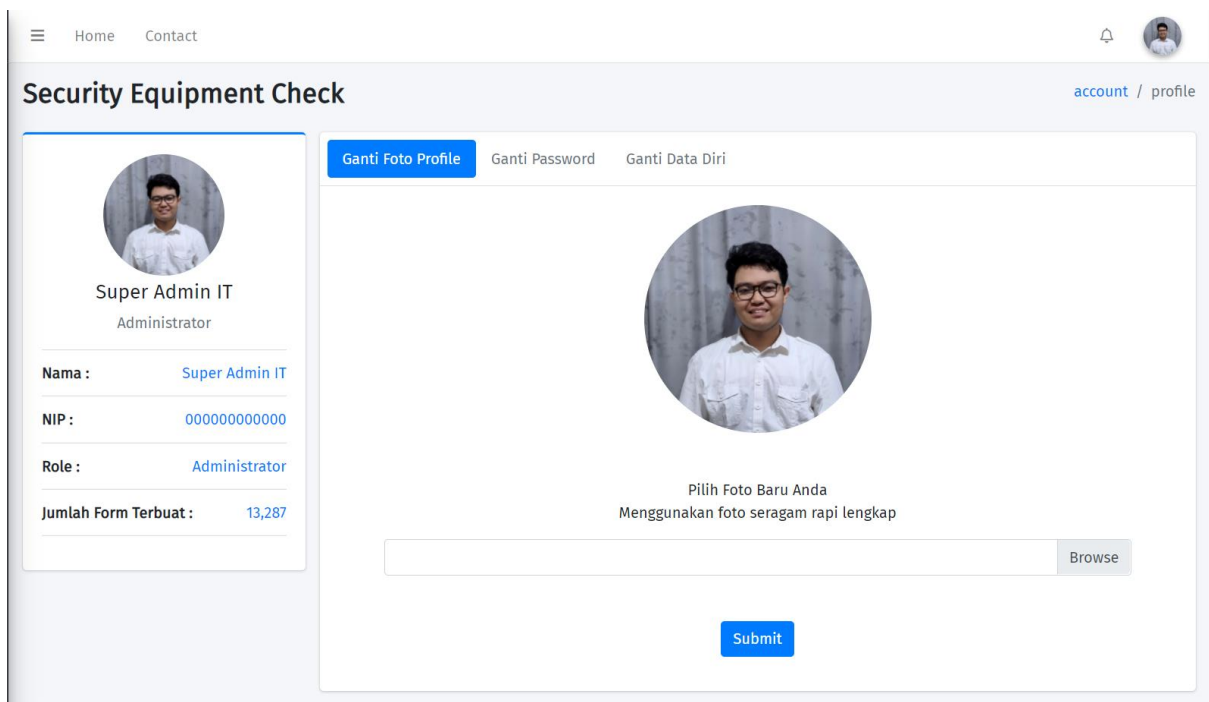 Home Contact
Security Equipment Check
account / profile
Super Admin IT
Administrator
Nama : Super Admin IT
NIP : 000000000000
Role : Administrator
Jumlah Form Terbuat : 13,287
Ganti Foto Profile Ganti Password Ganti Data Diri
Pilih Foto Baru Anda
Menggunakan foto seragam rapi lengkap
Browse
Submit